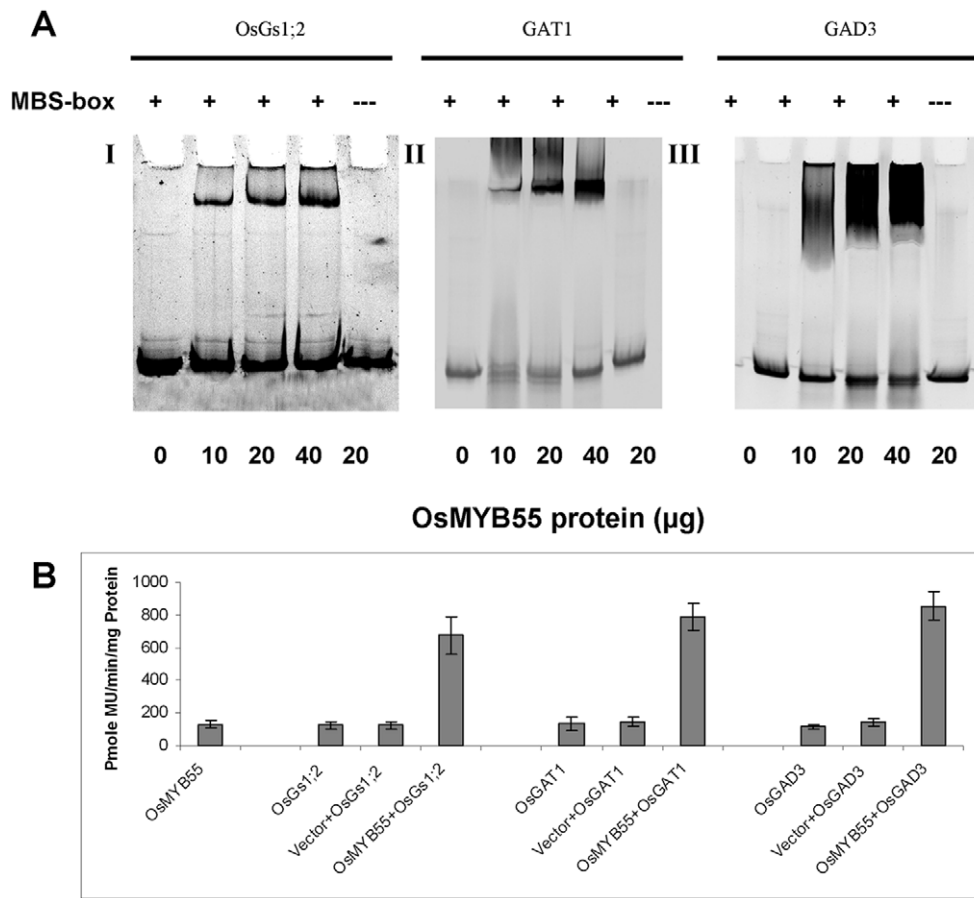 A
OsGs1;2 GAT1 GAD3
MBS-box + + + + --- + + + + --- + + + + ---
I II III
0 10 20 40 20 0 10 20 40 20 0 10 20 40 20
OsMYB55 protein (µg)
B
Pmole MU/min/mg Protein
1000
800
600
400
200
0
OsMYB55
OsGs1;2
Vector+OsGs1;2
OsMYB55+OsGs1;2
OsGAT1
Vector+OsGAT1
OsMYB55+OsGAT1
OsGAD3
Vector+OsGAD3
OsMYB55+OsGAD3